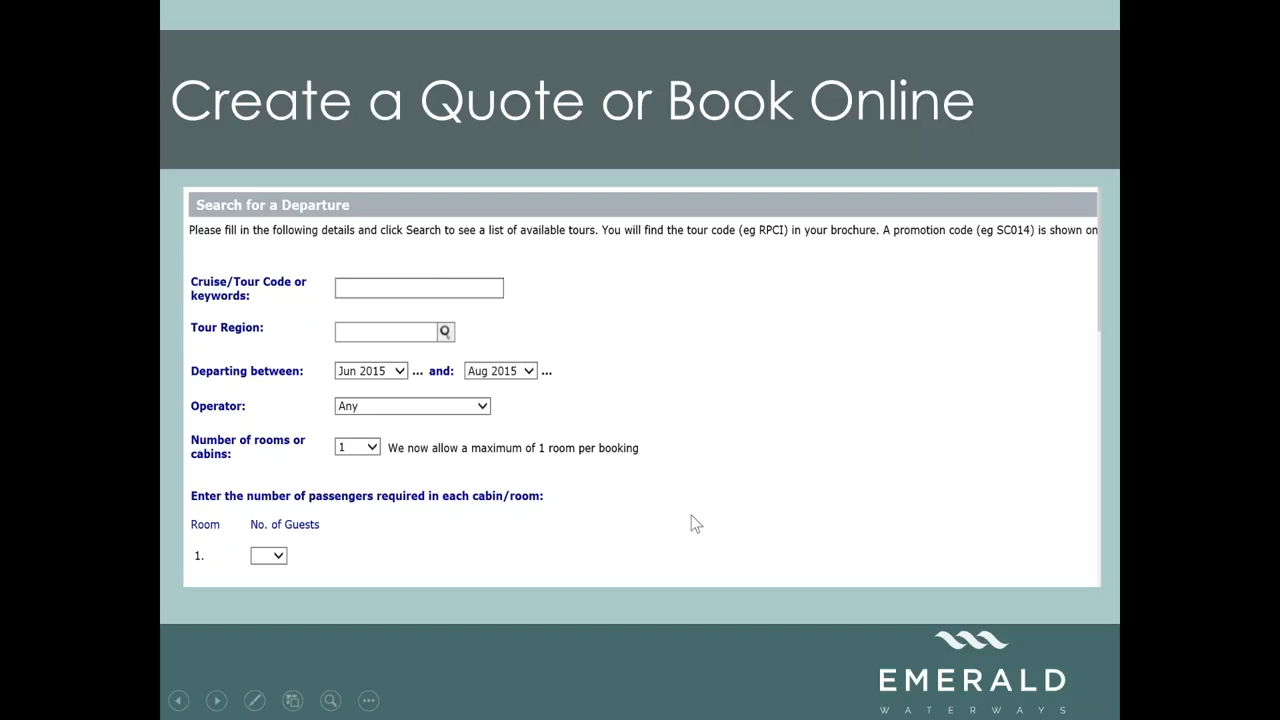 Create a Quote or Book Online
Search for a Departure
Please fill in the following details and click Search to see a list of available tours. You will find the tour code (eg RPCI) in your brochure. A promotion code (eg SC014) is shown on
Cruise/Tour Code or
keywords:
Tour Region:
Departing between: Jun 2015 ... and: Aug 2015 ...
Operator: Any
Number of rooms or
cabins: 1 We now allow a maximum of 1 room per booking
Enter the number of passengers required in each cabin/room:
Room No. of Guests
1.
EMERALD
WATERWAYS